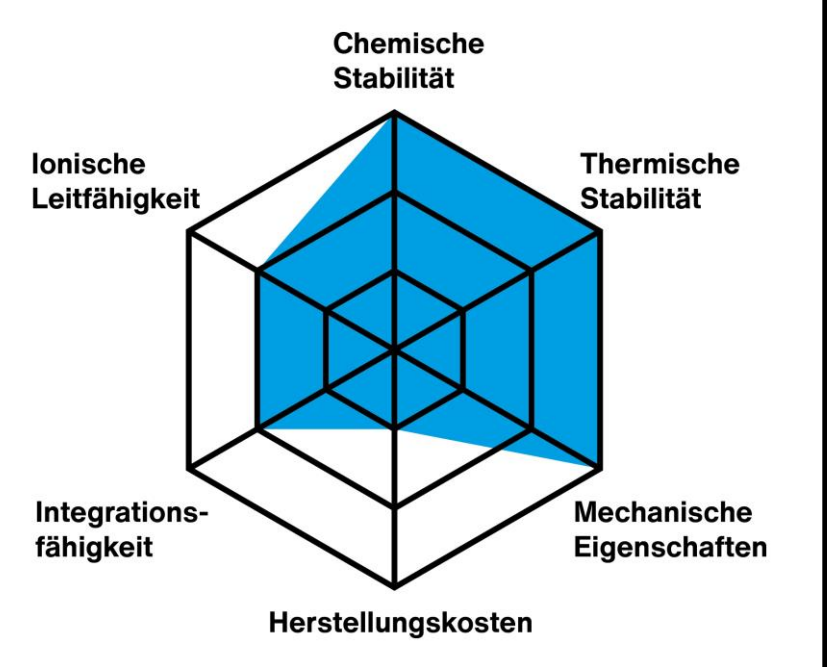 Chemische
Stabilität
Ionische
Leitfähigkeit
Thermische
Stabilität
Integrations-
fähigkeit
Mechanische
Eigenschaften
Herstellungskosten